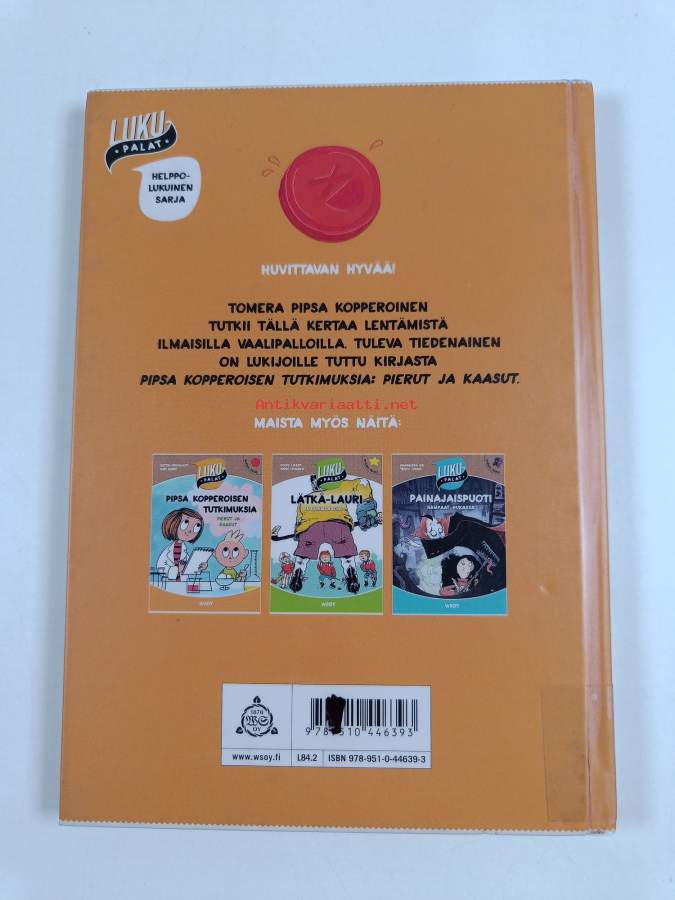 LUKU
PALAT
HELPPO-
LUKUINEN
SARJA
HUVITTAVAN HYVÄÄ!
TOMERA PIPSA KOPPEROINEN
TUTKII TÄLLÄ KERTAA LENTÄMISTÄ
ILMAISILLA VAALIPALLOILLA. TULEVA TIEDENAINEN
ON LUKIJOILLE TUTTU KIRJASTA
PIPSA KOPPEROISEN TUTKIMUKSIA: PIERUT JA KAASUT.
Antikvariaatti.net
MAISTA MYÖS NÄITÄ:
LUKU
PALAT
PIPSA KOPPEROISEN
TUTKIMUKSIA
PIERUT JA
KAASUT
WSOY
LUKU
PALAT
LÄTKÄ-LAURI
WSOY
LUKU
PALAT
PAINAJAISPUOTI
HAMPAAT HUKASSA
WSOY
1878
WS
OY
www.wsoy.fi
L84.2
ISBN 978-951-0-44639-3